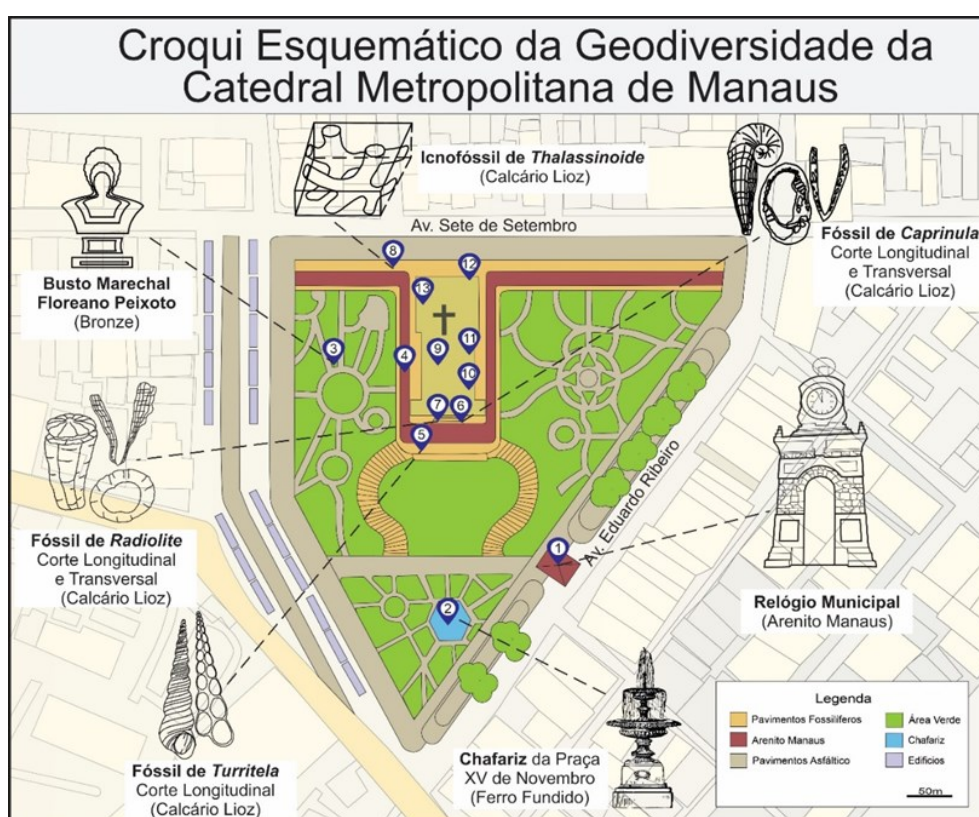 Croqui Esquemático da Geodiversidade da
Catedral Metropolitana de Manaus
Icnofóssil de Thalassinoide
(Calcário Lioz)
Av. Sete de Setembro
Fóssil de Caprinula
Corte Longitudinal
e Transversal
(Calcário Lioz)
Busto Marechal
Floreano Peixoto
(Bronze)
8
12
13
11
3
4
9
10
7
6
5
Av. Eduardo Ribeiro
1
2
Fóssil de Radiolite
Corte Longitudinal
e Transversal
(Calcário Lioz)
Relógio Municipal
(Arenito Manaus)
Fóssil de Turritela
Corte Longitudinal
(Calcário Lioz)
Chafariz da Praça
XV de Novembro
(Ferro Fundido)
Legenda
Pavimentos Fossilíferos
Arenito Manaus
Pavimentos Asfáltico
Área Verde
Chafariz
Edifícios
50m